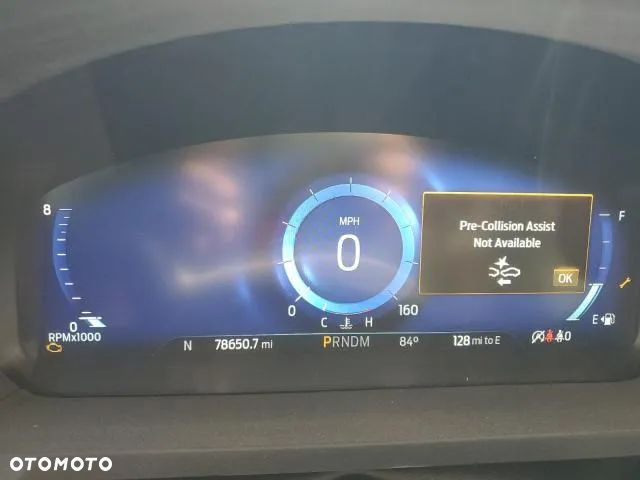 8
MPH
0
Pre-Collision Assist
Not Available
OK
F
0 160
C H
0
RPMx1000
E
N 78650.7 mi PRNDM 84° 128 mi to E
0
OTOMOTO